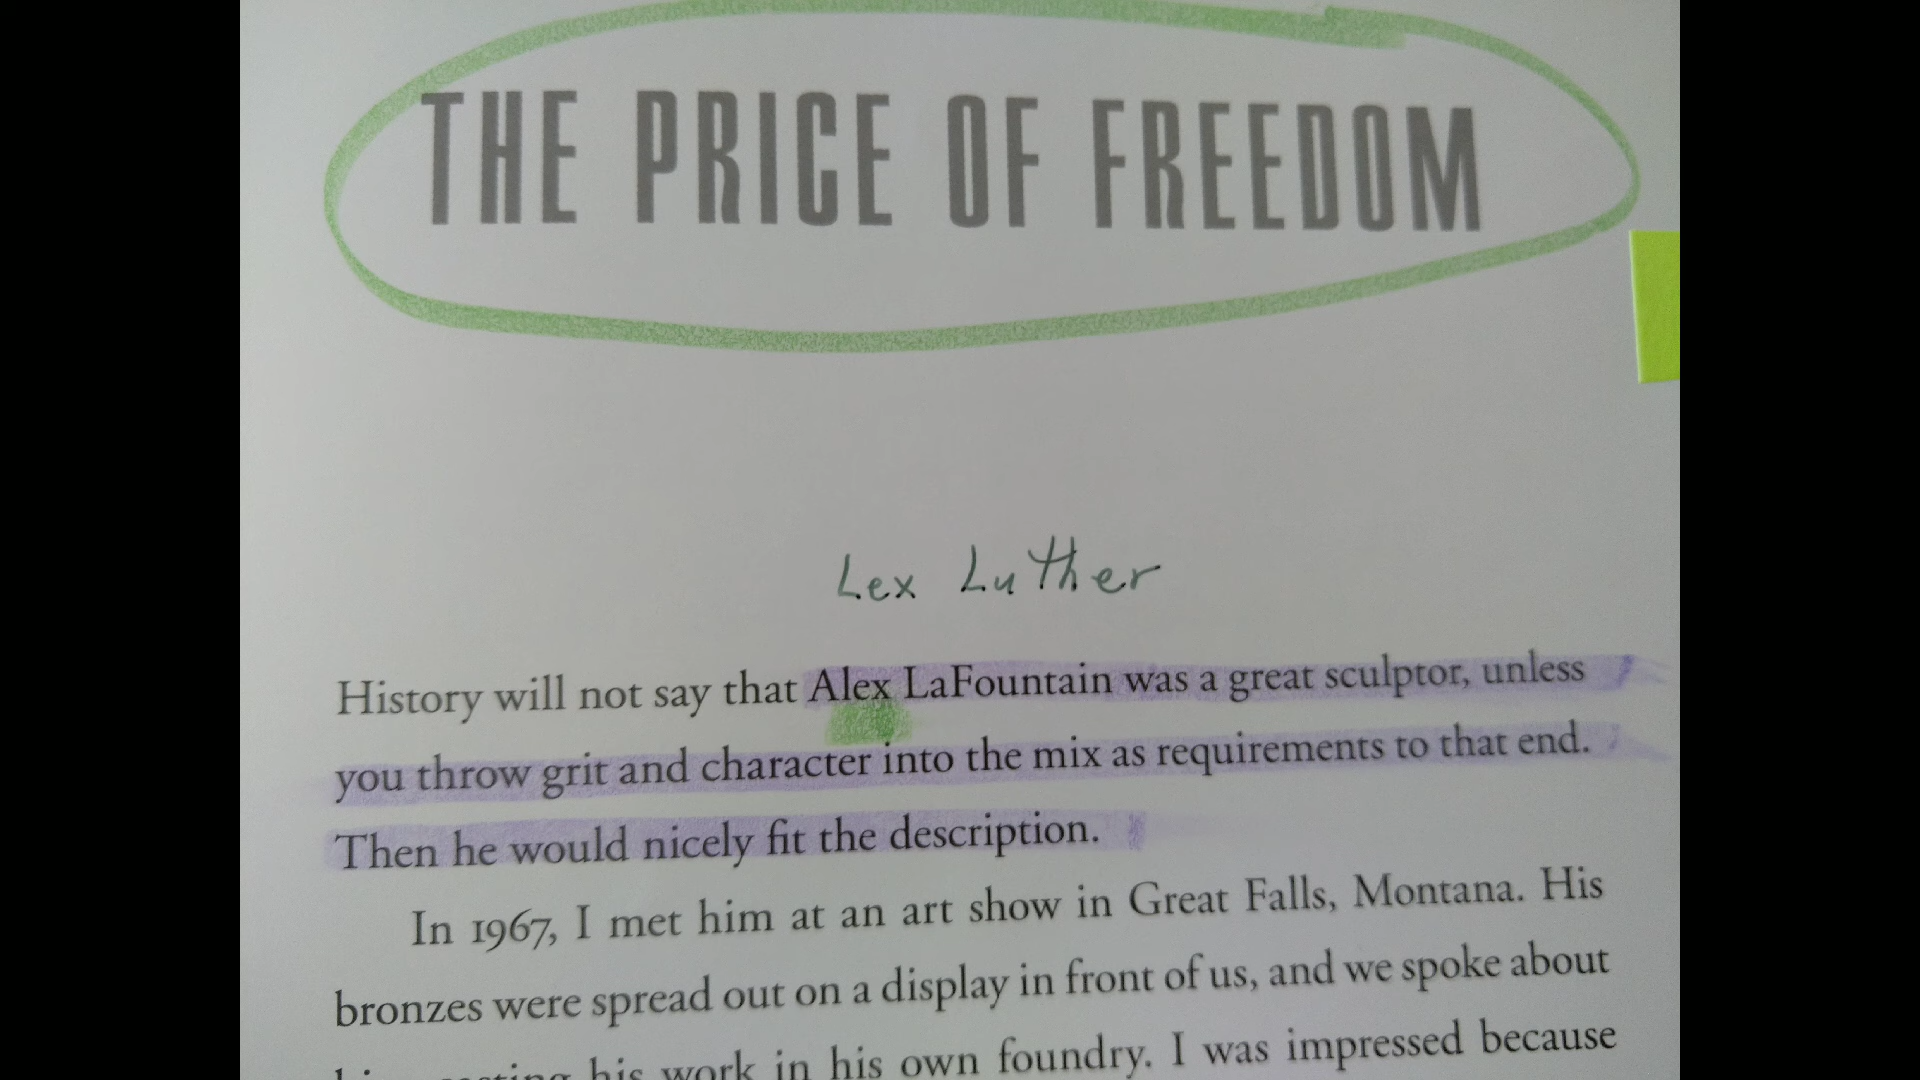 THE PRICE OF FREEDOM
Lex Luther
History will not say that Alex LaFountain was a great sculptor, unless
you throw grit and character into the mix as requirements to that end.
Then he would nicely fit the description.
In 1967, I met him at an art show in Great Falls, Montana. His
bronzes were spread out on a display in front of us, and we spoke about
his work in his own foundry. I was impressed because